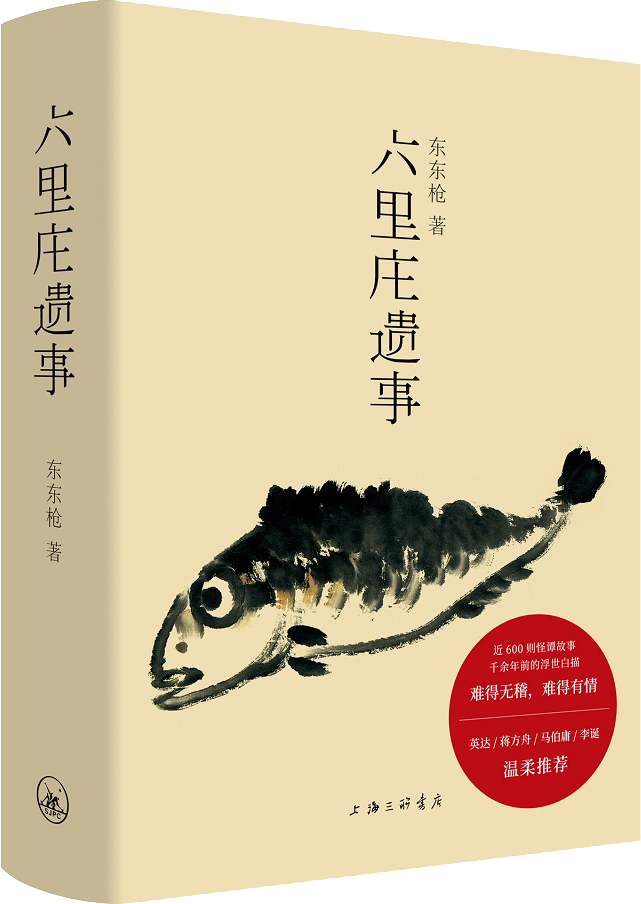 六里庄遗事
东东枪 著
SJPC
六里庄遗事
东东枪 著
近600则怪谭故事
千余年前的浮世白描
难得无稽，难得有情
英达/蒋方舟/马伯庸/李诞
温柔推荐
上海三联书店